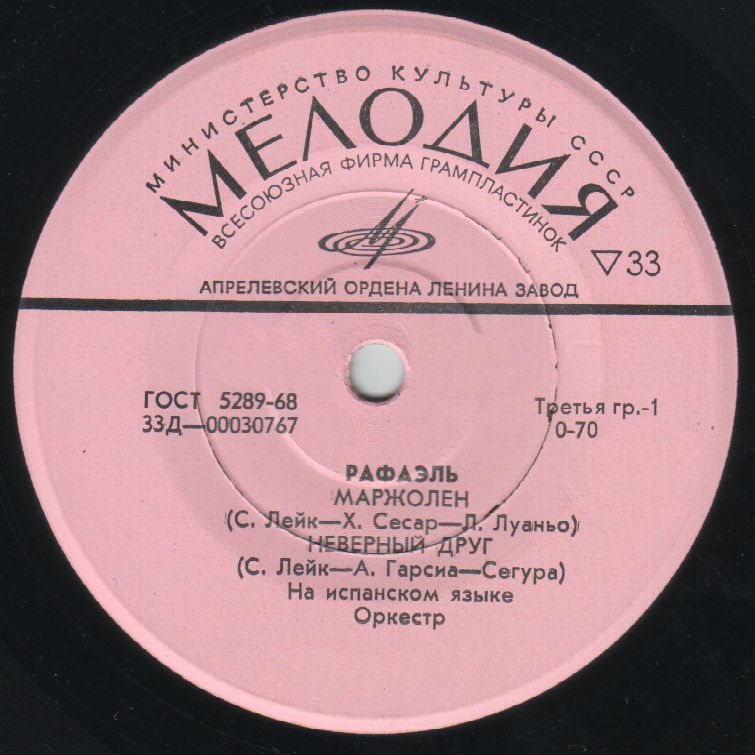 МИНИСТЕРСТВО КУЛЬТУРЫ СССР
МЕЛОДИЯ
ВСЕСОЮЗНАЯ ФИРМА ГРАМПЛАСТИНОК
▽33
АПРЕЛЕВСКИЙ ОРДЕНА ЛЕНИНА ЗАВОД
ГОСТ 5289-68
33Д—00030767
Третья гр.-1
0-70
РАФАЭЛЬ
МАРЖОЛЕН
(С. Лейк—Х. Сесар—Л. Луаньо)
НЕВЕРНЫЙ ДРУГ
(С. Лейк—А. Гарсиа—Сегура)
На испанском языке
Оркестр